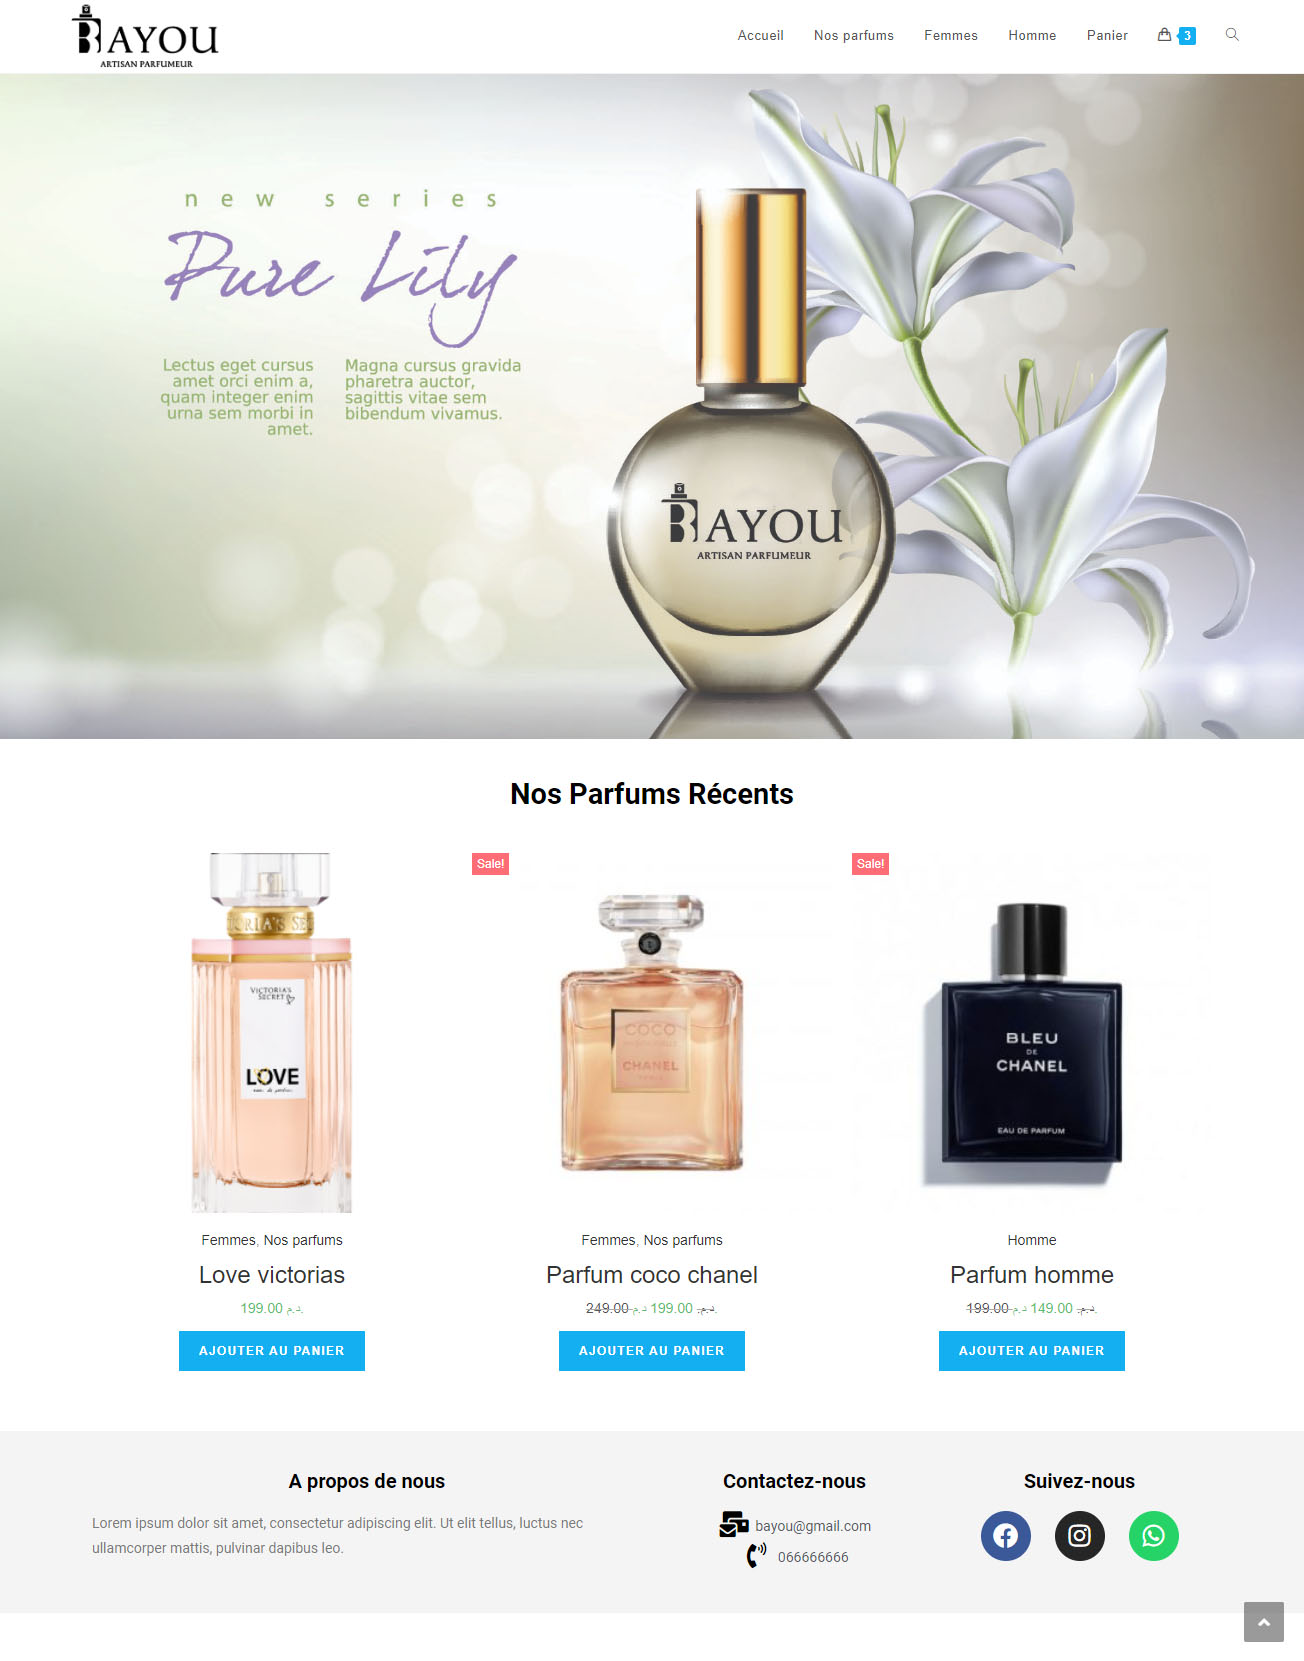 BAYOU
ARTISAN PARFUMEUR
Accueil Nos parfums Femmes Homme Panier 3
new series
Pure Lily
Lectus eget cursus
amet orci enim a,
quam integer enim
urna sem morbi in
amet.
Magna cursus gravida
pharetra auctor,
sagittis vitae sem
bibendum vivamus.
BAYOU
ARTISAN PARFUMEUR
Nos Parfums Récents
VICTORIA'S
SECRET
LOVE
eau de parfum
Femmes, Nos parfums
Love victorias
199.00 د.م.
AJOUTER AU PANIER
Sale!
COCO
CHANEL
Femmes, Nos parfums
Parfum coco chanel
249.00 د.م. 199.00 د.م.
AJOUTER AU PANIER
Sale!
BLEU
DE
CHANEL
EAU DE PARFUM
Homme
Parfum homme
199.00 د.م. 149.00 د.م.
AJOUTER AU PANIER
A propos de nous
Lorem ipsum dolor sit amet, consectetur adipiscing elit. Ut elit tellus, luctus nec
ullamcorper mattis, pulvinar dapibus leo.
Contactez-nous
bayou@gmail.com
066666666
Suivez-nous